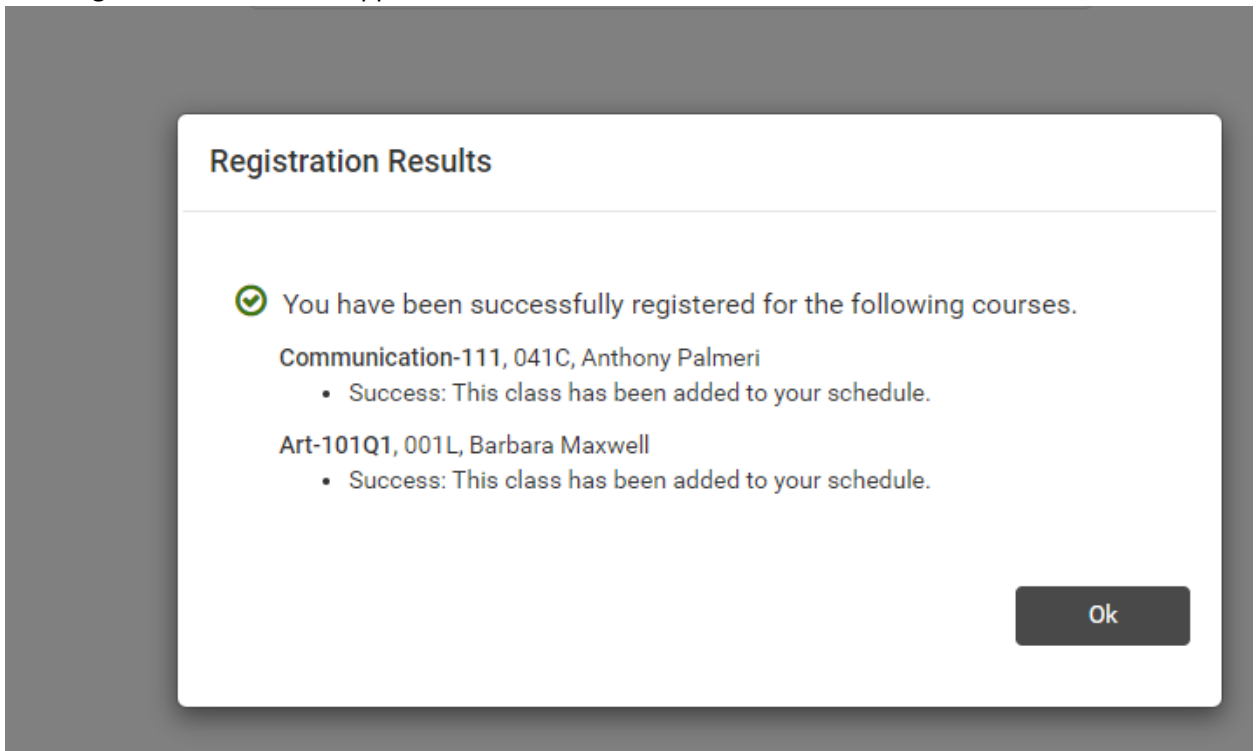 Registration Results
You have been successfully registered for the following courses.
Communication-111, 041C, Anthony Palmeri
• Success: This class has been added to your schedule.
Art-101Q1, 001L, Barbara Maxwell
• Success: This class has been added to your schedule.
Ok